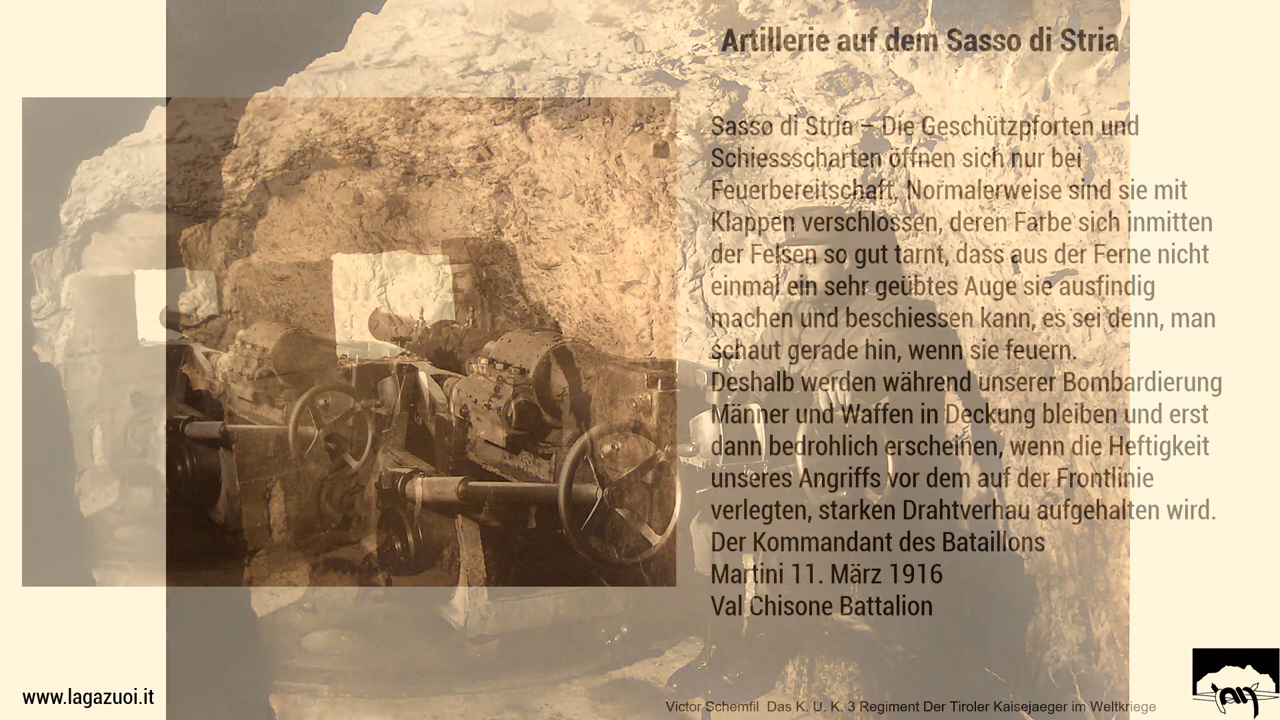 Artillerie auf dem Sasso di Stria
Sasso di Stria – Die Geschützpforten und
Schiessscharten öffnen sich nur bei
Feuerbereitschaft. Normalerweise sind sie mit
Klappen verschlossen, deren Farbe sich inmitten
der Felsen so gut tarnt, dass aus der Ferne nicht
einmal ein sehr geübtes Auge sie ausfindig
machen und beschiessen kann, es sei denn, man
schaut gerade hin, wenn sie feuern.
Deshalb werden während unserer Bombardierung
Männer und Waffen in Deckung bleiben und erst
dann bedrohlich erscheinen, wenn die Heftigkeit
unseres Angriffs vor dem auf der Frontlinie
verlegten, starken Drahtverhau aufgehalten wird.
Der Kommandant des Bataillons
Martini 11. März 1916
Val Chisone Battalion
www.lagazuoi.it
Victor Schemfil Das K. U. K. 3 Regiment Der Tiroler Kaisejaeger im Weltkriege